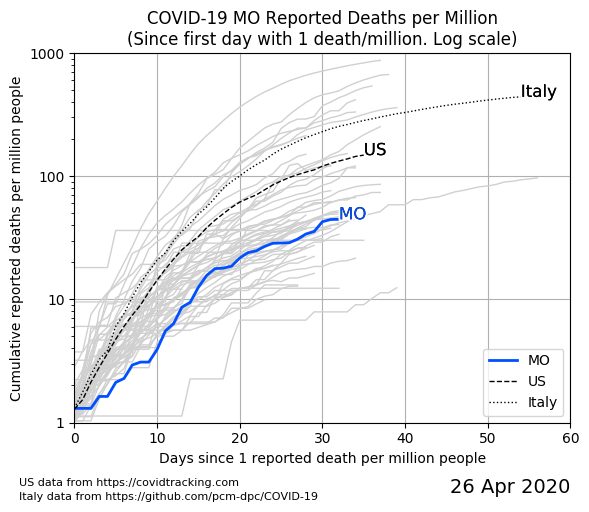 COVID-19 MO Reported Deaths per Million
(Since first day with 1 death/million. Log scale)
Cumulative reported deaths per million people
1000
100
10
1
Italy
US
MO
MO
US
Italy
0 10 20 30 40 50 60
Days since 1 reported death per million people
US data from https://covidtracking.com
Italy data from https://github.com/pcm-dpc/COVID-19
26 Apr 2020